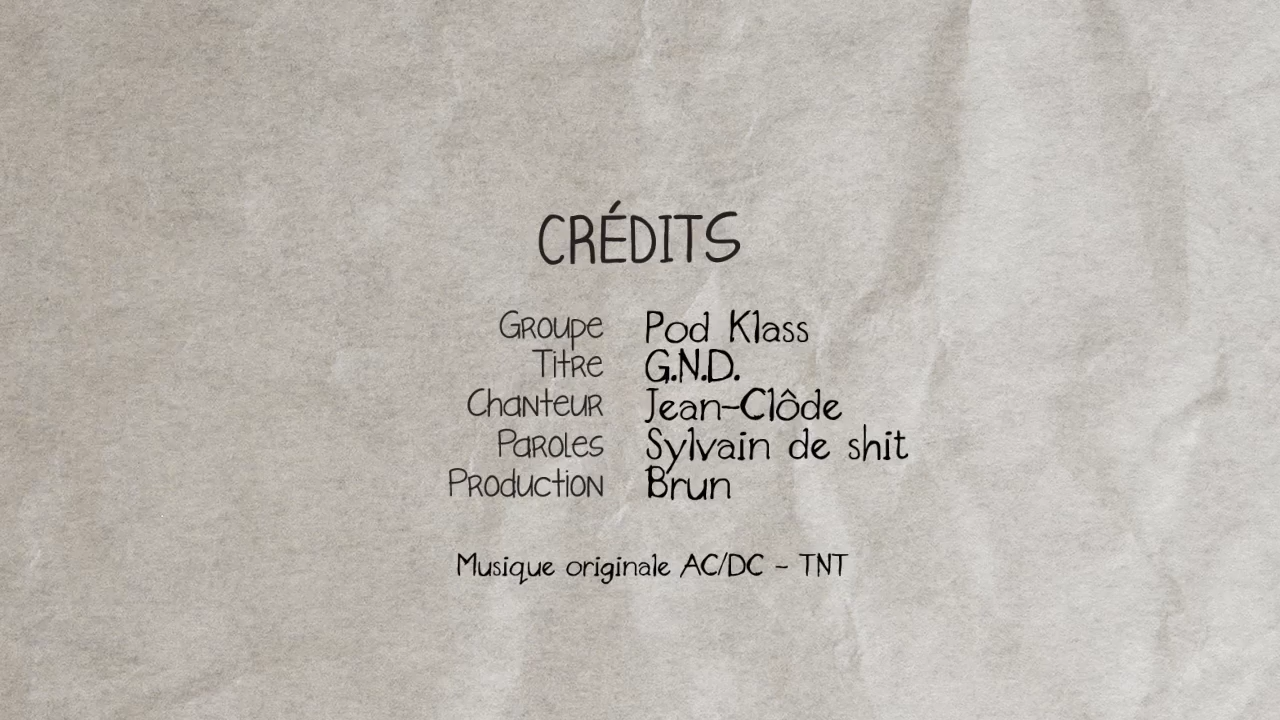 CRÉDITS
Groupe Pod Klass
Titre G.N.D.
Chanteur Jean-Clôde
Paroles Sylvain de shit
Production Brun
Musique originale AC/DC - TNT